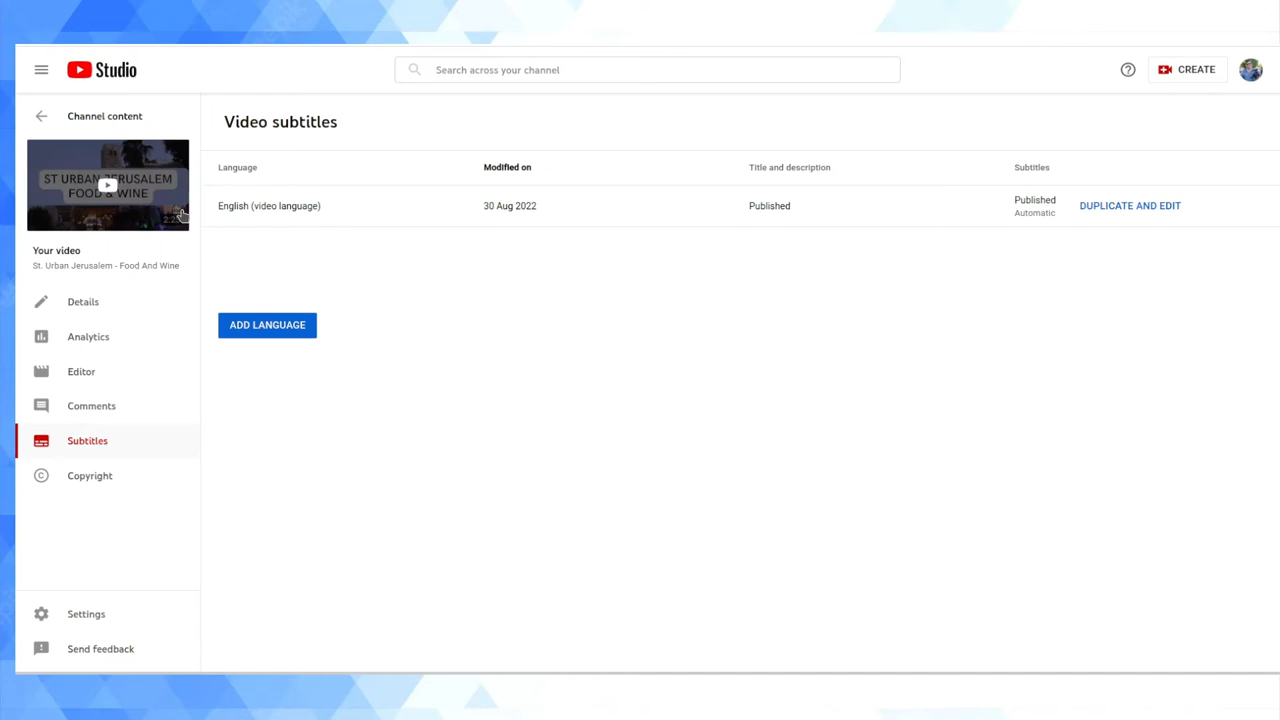 Studio
Search across your channel
CREATE
Channel content
ST URBAN JERUSALEM
FOOD & WINE
Your video
St. Urban Jerusalem - Food And Wine
Details
Analytics
Editor
Comments
Subtitles
Copyright
Settings
Send feedback
Video subtitles
Language Modified on Title and description Subtitles
English (video language) 30 Aug 2022 Published Published DUPLICATE AND EDIT
Automatic
ADD LANGUAGE